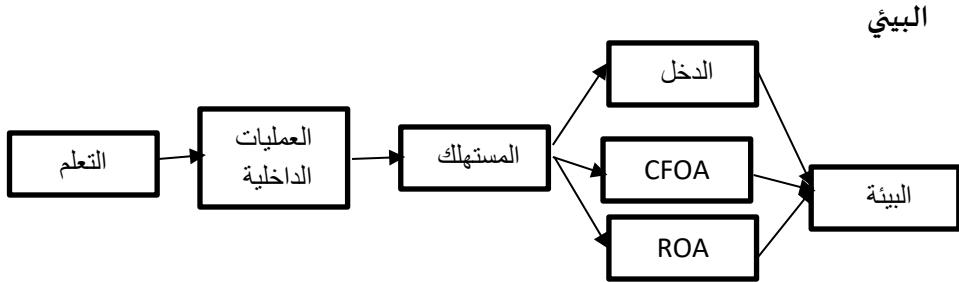 البيئي
التعلم
العمليات
الداخلية
المستهلك
الدخل
CFOA
ROA
البيئة